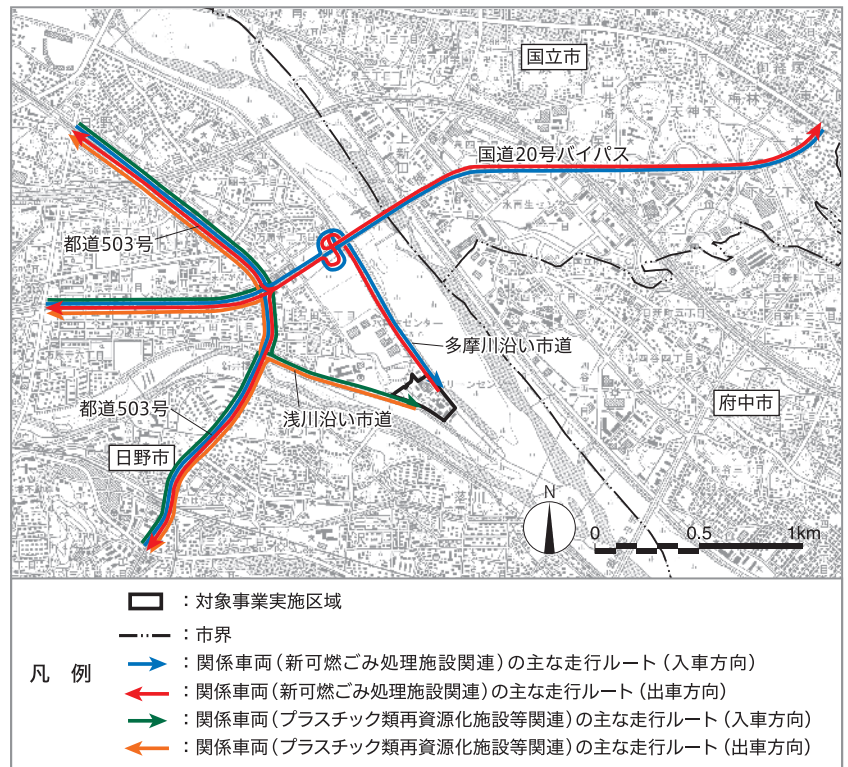 国立市
国道20号バイパス
都道503号
多摩川沿い市道
都道503号
浅川沿い市道
府中市
日野市
N
0 0.5 1km
凡 例
：対象事業実施区域
：市界
：関係車両（新可燃ごみ処理施設関連）の主な走行ルート（入車方向）
：関係車両（新可燃ごみ処理施設関連）の主な走行ルート（出車方向）
：関係車両（プラスチック類再資源化施設等関連）の主な走行ルート（入車方向）
：関係車両（プラスチック類再資源化施設等関連）の主な走行ルート（出車方向）